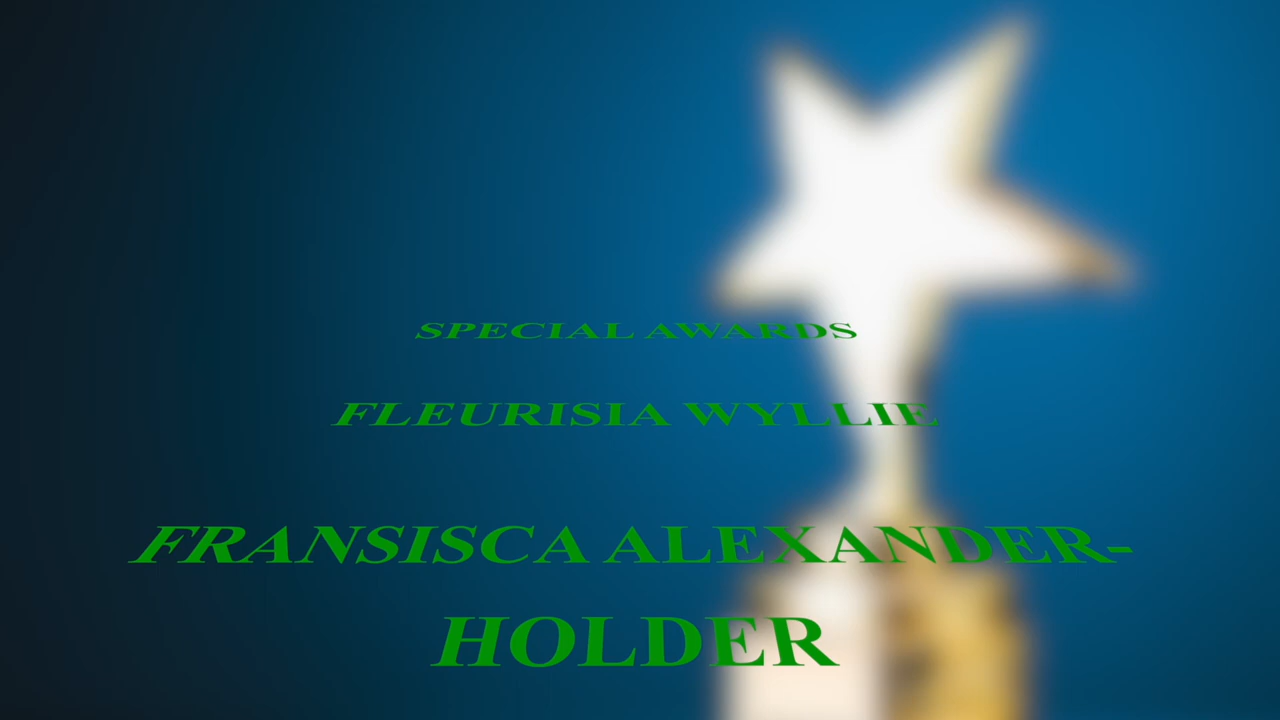 SPECIAL AWARDS
FLEURISIA WYLLIE
FRANSISCA ALEXANDER-
HOLDER